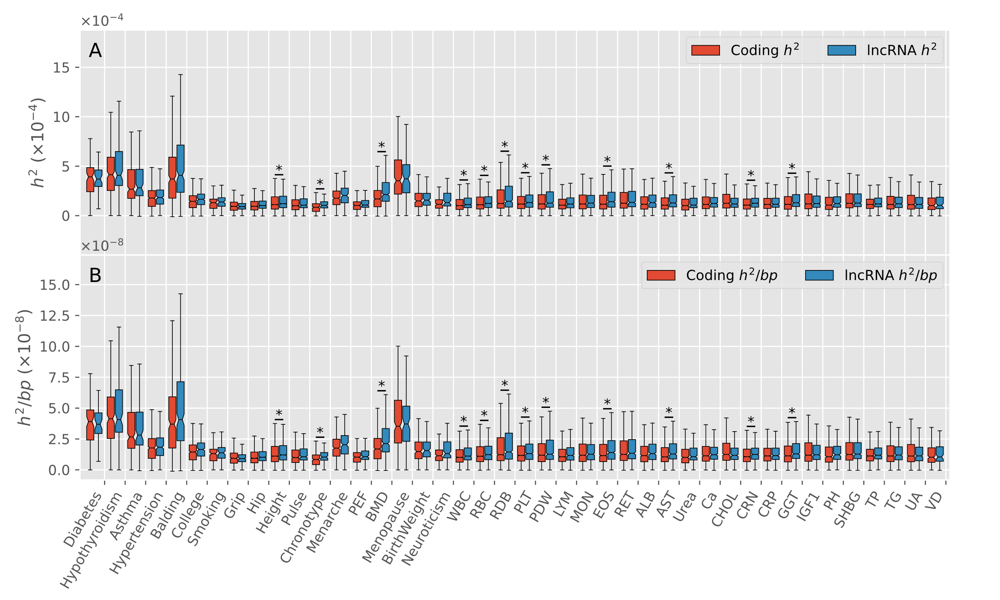 ×10⁻⁴
A
Coding h² lncRNA h²
15
10
5
0
h² (×10⁻⁴)
* * * * * * * * * * * *
×10⁻⁸
B
Coding h²/bp lncRNA h²/bp
15.0
12.5
10.0
7.5
5.0
2.5
0.0
h²/bp (×10⁻⁸)
* * * * * * * * * * * *
Diabetes
Hypothyroidism
Asthma
Hypertension
Balding
College
Smoking
Grip
Hip
Height
Pulse
Chronotype
Menarche
PEF
BMD
Menopause
BirthWeight
Neuroticism
WBC
RBC
RDB
PLT
PDW
LYM
MON
EOS
RET
ALB
AST
Urea
Ca
CHOL
CRN
CRP
GGT
IGF1
PH
SHBG
TP
TG
UA
VD